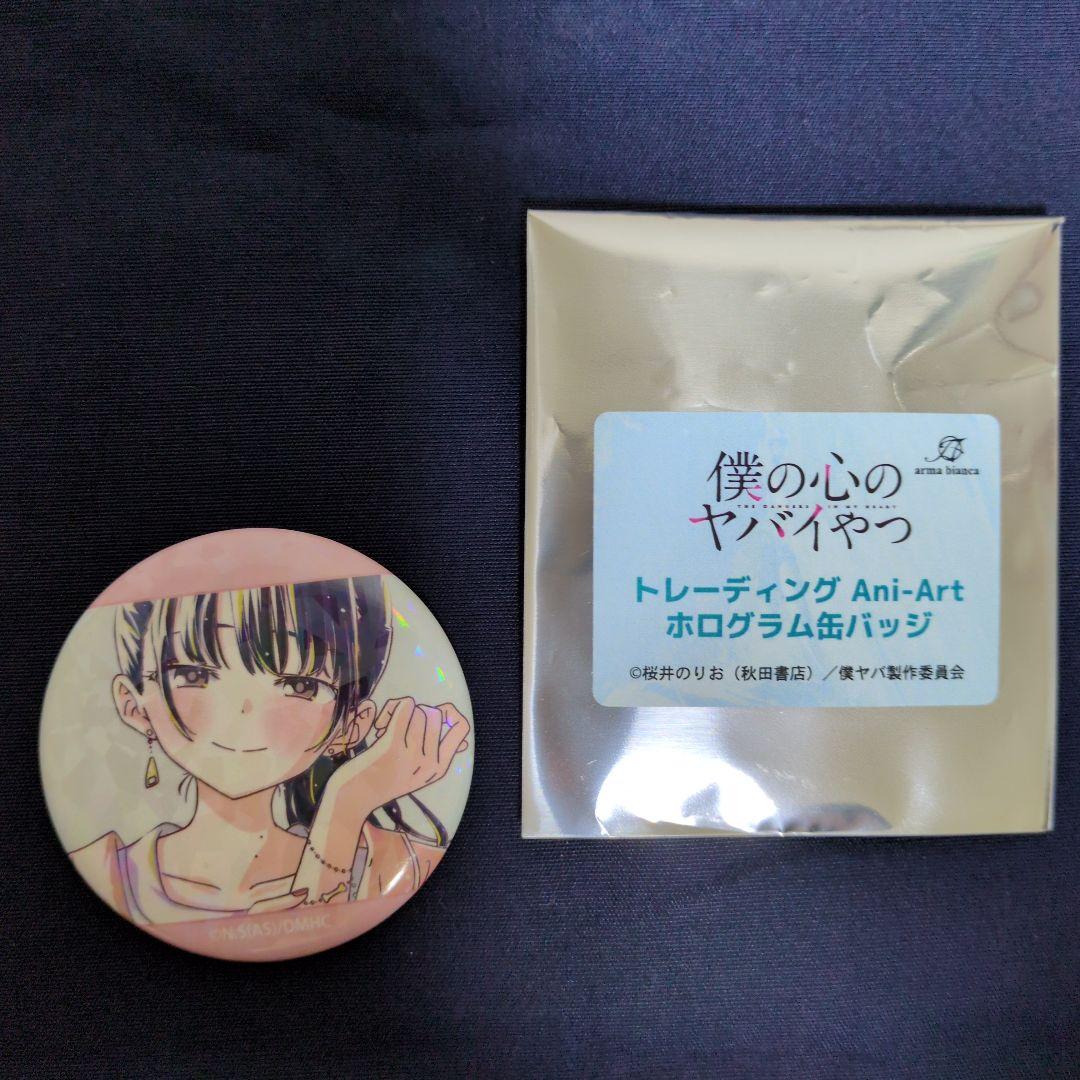 arma bianca
僕の心の
THE DANGERS IN MY HEART
ヤバイやつ
トレーディング Ani-Art
ホログラム缶バッジ
©桜井のりお（秋田書店）／僕ヤバ製作委員会
©N.S(AS)/DMHC